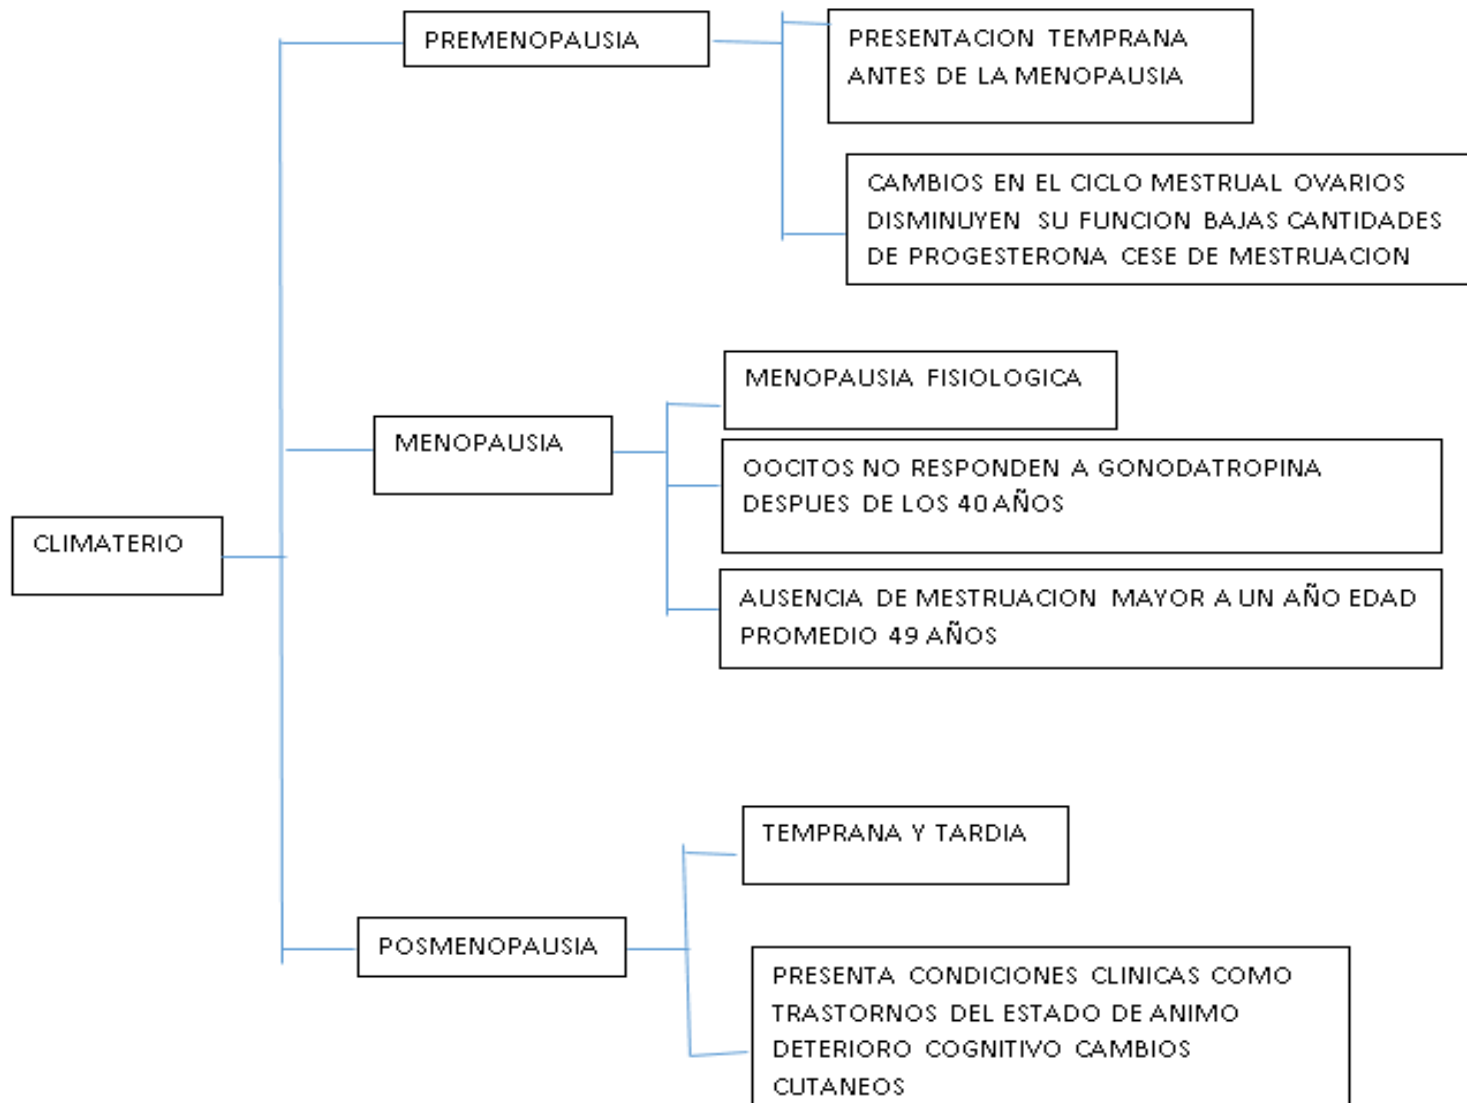 PREMENOPAUSIA
PRESENTACION TEMPRANA
ANTES DE LA MENOPAUSIA
CAMBIOS EN EL CICLO MESTRUAL OVARIOS
DISMINUYEN SU FUNCION BAJAS CANTIDADES
DE PROGESTERONA CESE DE MESTRUACION
MENOPAUSIA FISIOLOGICA
MENOPAUSIA
OOCITOS NO RESPONDEN A GONODATROPINA
DESPUES DE LOS 40 AÑOS
CLIMATERIO
AUSENCIA DE MESTRUACION MAYOR A UN AÑO EDAD
PROMEDIO 49 AÑOS
TEMPRANA Y TARDIA
POSMENOPAUSIA
PRESENTA CONDICIONES CLINICAS COMO
TRASTORNOS DEL ESTADO DE ANIMO
DETERIORO COGNITIVO CAMBIOS
CUTANEOS